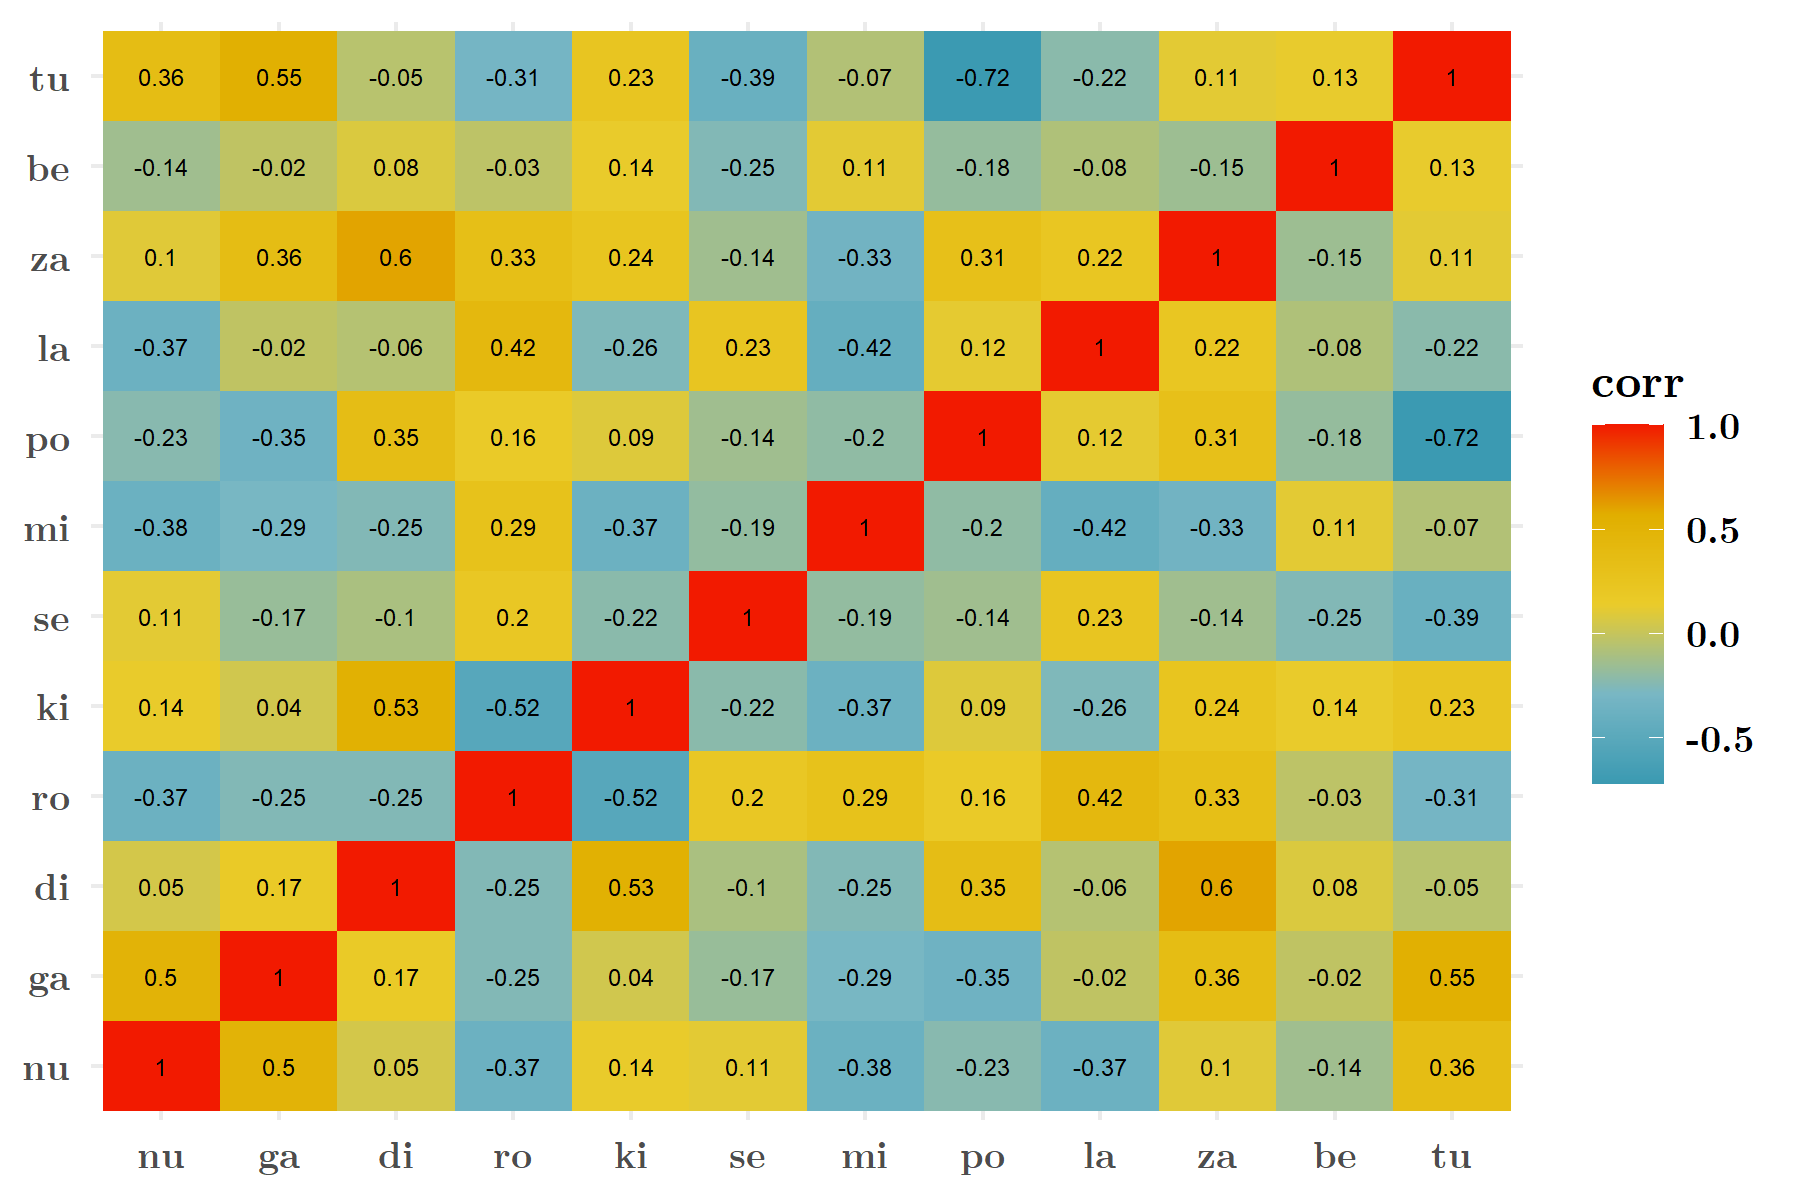 tu 0.36 0.55 -0.05 -0.31 0.23 -0.39 -0.07 -0.72 -0.22 0.11 0.13 1
be -0.14 -0.02 0.08 -0.03 0.14 -0.25 0.11 -0.18 -0.08 -0.15 1 0.13
za 0.1 0.36 0.6 0.33 0.24 -0.14 -0.33 0.31 0.22 1 -0.15 0.11
la -0.37 -0.02 -0.06 0.42 -0.26 0.23 -0.42 0.12 1 0.22 -0.08 -0.22
po -0.23 -0.35 0.35 0.16 0.09 -0.14 -0.2 1 0.12 0.31 -0.18 -0.72
mi -0.38 -0.29 -0.25 0.29 -0.37 -0.19 1 -0.2 -0.42 -0.33 0.11 -0.07
se 0.11 -0.17 -0.1 0.2 -0.22 1 -0.19 -0.14 0.23 -0.14 -0.25 -0.39
ki 0.14 0.04 0.53 -0.52 1 -0.22 -0.37 0.09 -0.26 0.24 0.14 0.23
ro -0.37 -0.25 -0.25 1 -0.52 0.2 0.29 0.16 0.42 0.33 -0.03 -0.31
di 0.05 0.17 1 -0.25 0.53 -0.1 -0.25 0.35 -0.06 0.6 0.08 -0.05
ga 0.5 1 0.17 -0.25 0.04 -0.17 -0.29 -0.35 -0.02 0.36 -0.02 0.55
nu 1 0.5 0.05 -0.37 0.14 0.11 -0.38 -0.23 -0.37 0.1 -0.14 0.36
nu ga di ro ki se mi po la za be tu
corr
1.0
0.5
0.0
-0.5